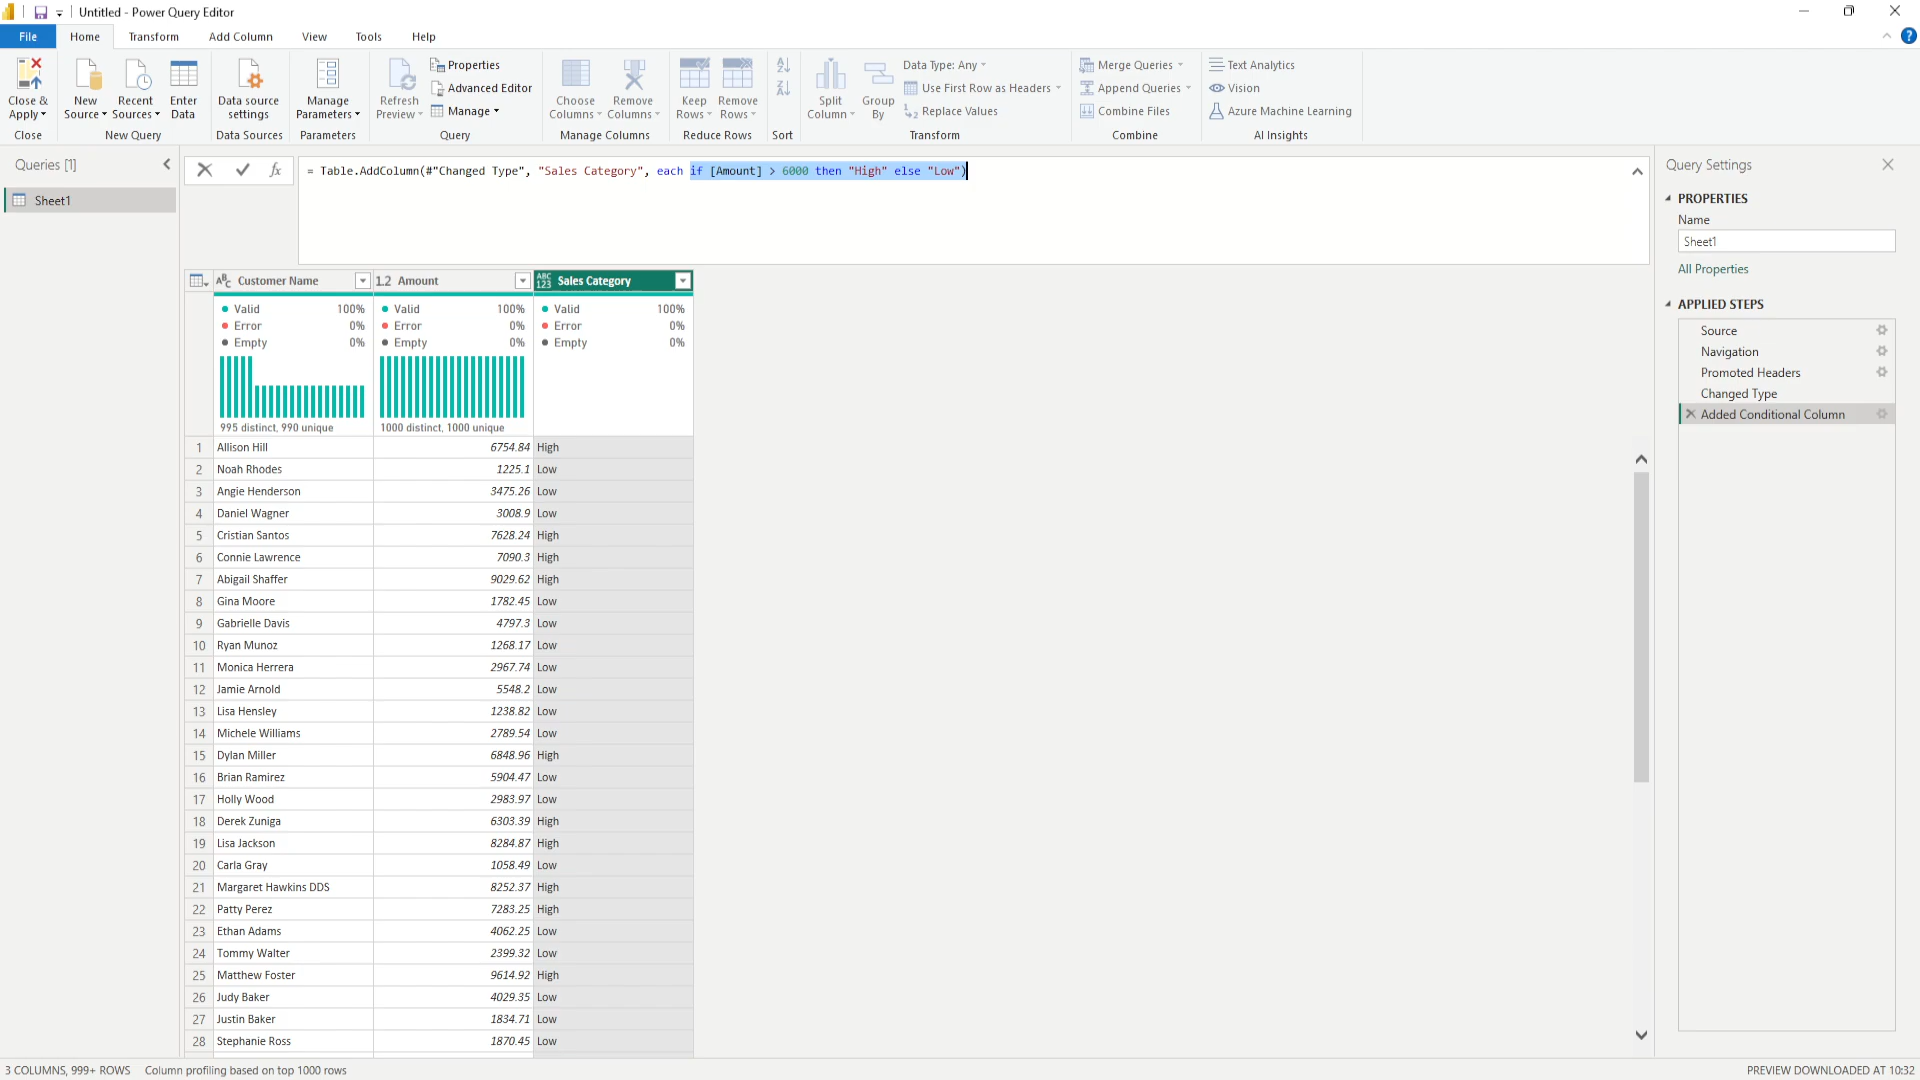 Untitled - Power Query Editor
File Home Transform Add Column View Tools Help
Close & Apply
Close
New Source
Recent Sources
Enter Data
New Query
Data source settings
Data Sources
Manage Parameters
Parameters
Refresh Preview
Properties
Advanced Editor
Manage
Query
Choose Columns
Remove Columns
Manage Columns
Keep Rows
Remove Rows
Reduce Rows
Sort
Split Column
Group By
Data Type: Any
Use First Row as Headers
Replace Values
Transform
Merge Queries
Append Queries
Combine Files
Combine
Text Analytics
Vision
Azure Machine Learning
AI Insights
Queries [1]
Sheet1
fx
= Table.AddColumn(#"Changed Type", "Sales Category", each if [Amount] > 6000 then "High" else "Low")
ABC Customer Name 1.2 Amount ABC 123 Sales Category
Valid 100% Valid 100% Valid 100%
Error 0% Error 0% Error 0%
Empty 0% Empty 0% Empty 0%
995 distinct, 990 unique 1000 distinct, 1000 unique
1 Allison Hill 6754.84 High
2 Noah Rhodes 1225.1 Low
3 Angie Henderson 3475.26 Low
4 Daniel Wagner 3008.9 Low
5 Cristian Santos 7628.24 High
6 Connie Lawrence 7090.3 High
7 Abigail Shaffer 9029.62 High
8 Gina Moore 1782.45 Low
9 Gabrielle Davis 4797.3 Low
10 Ryan Munoz 1268.17 Low
11 Monica Herrera 2967.74 Low
12 Jamie Arnold 5548.2 Low
13 Lisa Hensley 1238.82 Low
14 Michele Williams 2789.54 Low
15 Dylan Miller 6848.96 High
16 Brian Ramirez 5904.47 Low
17 Holly Wood 2983.97 Low
18 Derek Zuniga 6303.39 High
19 Lisa Jackson 8284.87 High
20 Carla Gray 1058.49 Low
21 Margaret Hawkins DDS 8252.37 High
22 Patty Perez 7283.25 High
23 Ethan Adams 4062.25 Low
24 Tommy Walter 2399.32 Low
25 Matthew Foster 9614.92 High
26 Judy Baker 4029.35 Low
27 Justin Baker 1834.71 Low
28 Stephanie Ross 1870.45 Low
Query Settings
PROPERTIES
Name
Sheet1
All Properties
APPLIED STEPS
Source
Navigation
Promoted Headers
Changed Type
Added Conditional Column
3 COLUMNS, 999+ ROWS Column profiling based on top 1000 rows
PREVIEW DOWNLOADED AT 10:32